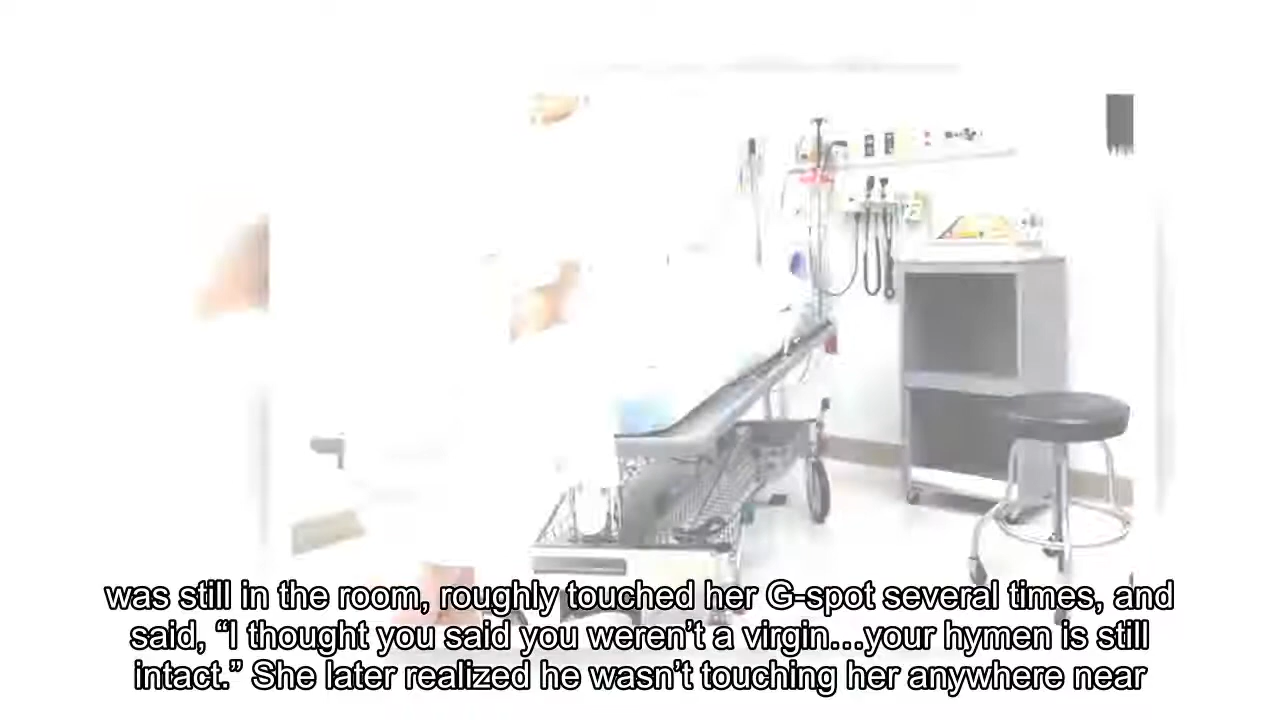 was still in the room, roughly touched her G-spot several times, and
said, “I thought you said you weren’t a virgin...your hymen is still
intact.” She later realized he wasn’t touching her anywhere near